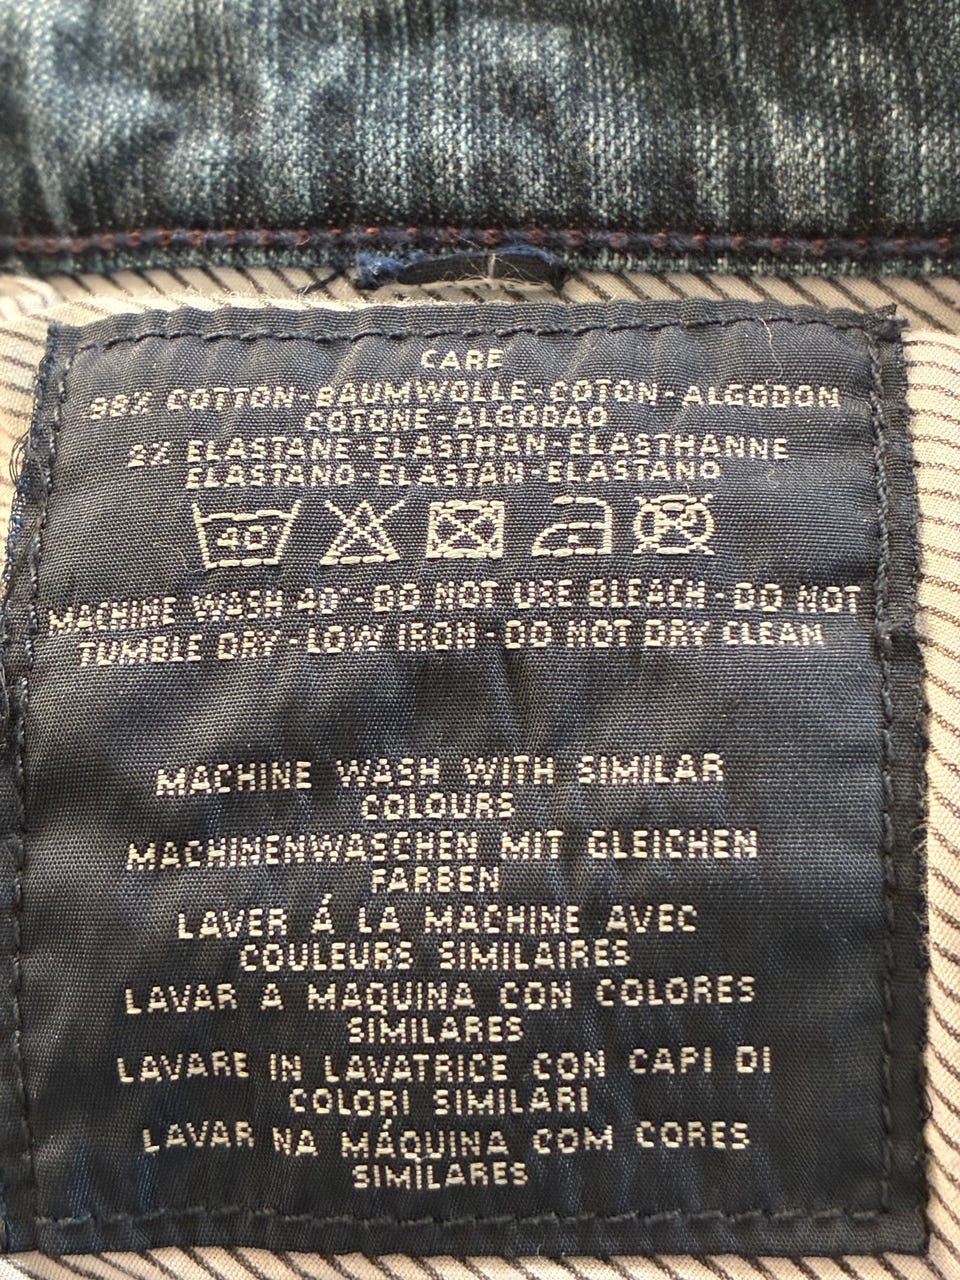 CARE
98% COTTON-BAUMWOLLE-COTON-ALGODON
COTONE-ALGODAO
2% ELASTANE-ELASTHAN-ELASTHANNE
ELASTANO-ELASTAN-ELASTANO
40
MACHINE WASH 40°-DO NOT USE BLEACH-DO NOT
TUMBLE DRY-LOW IRON-DO NOT DRY CLEAN
MACHINE WASH WITH SIMILAR
COLOURS
MACHINENWASCHEN MIT GLEICHEN
FARBEN
LAVER Á LA MACHINE AVEC
COULEURS SIMILAIRES
LAVAR A MAQUINA CON COLORES
SIMILARES
LAVARE IN LAVATRICE CON CAPI DI
COLORI SIMILARI
LAVAR NA MÁQUINA COM CORES
SIMILARES